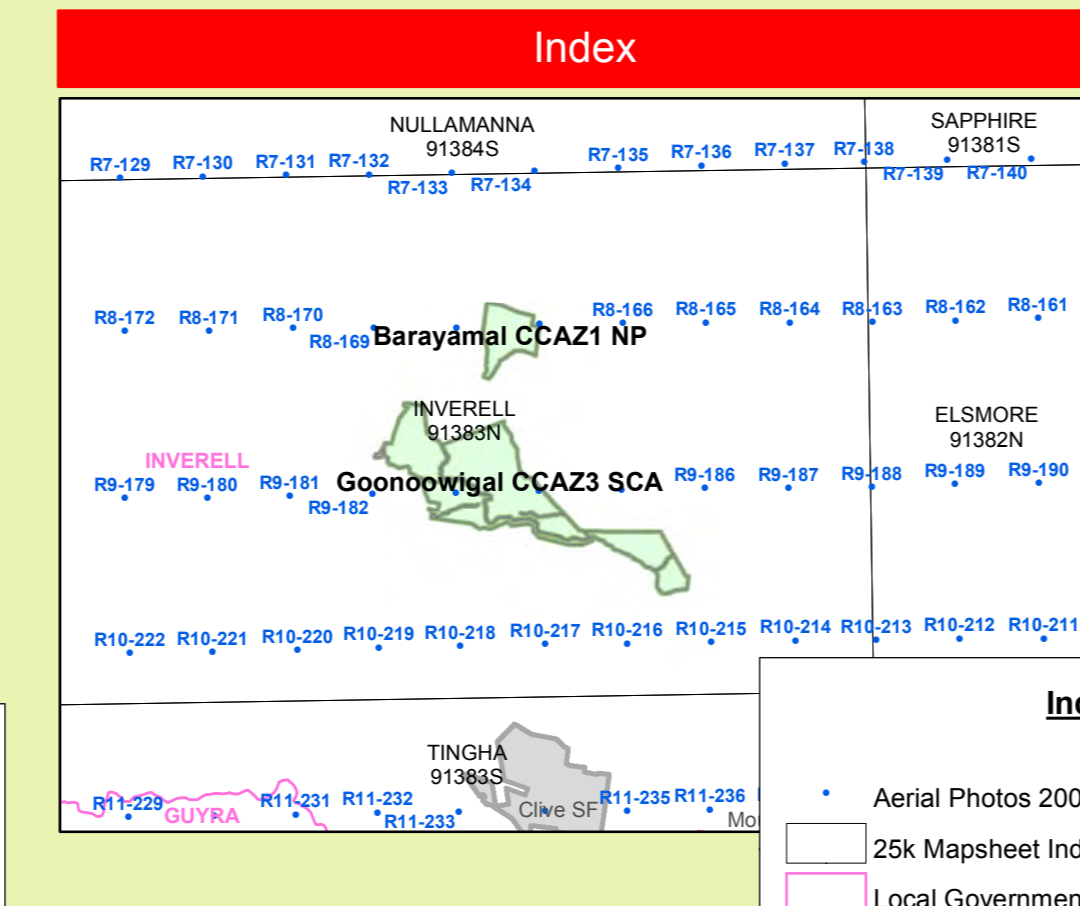 Index
NULLAMANNA
91384S
SAPPHIRE
91381S
R7-129 R7-130 R7-131 R7-132 R7-135 R7-136 R7-137 R7-138
R7-133 R7-134 R7-139 R7-140
R8-172 R8-171 R8-170 R8-166 R8-165 R8-164 R8-163 R8-162 R8-161
R8-169
Barayamal CCAZ1 NP
INVERELL
91383N
ELSMORE
91382N
INVERELL
R9-179 R9-180 R9-181 R9-186 R9-187 R9-188 R9-189 R9-190
Goonoowigal CCAZ3 SCA
R9-182
R10-222 R10-221 R10-220 R10-219 R10-218 R10-217 R10-216 R10-215 R10-214 R10-213 R10-212 R10-211
TINGHA
91383S
R11-229 R11-231 R11-232 R11-235 R11-236
GUYRA
R11-233
Clive SF
Mou
Ind
Aerial Photos 200
25k Mapsheet Ind
Local Governmen